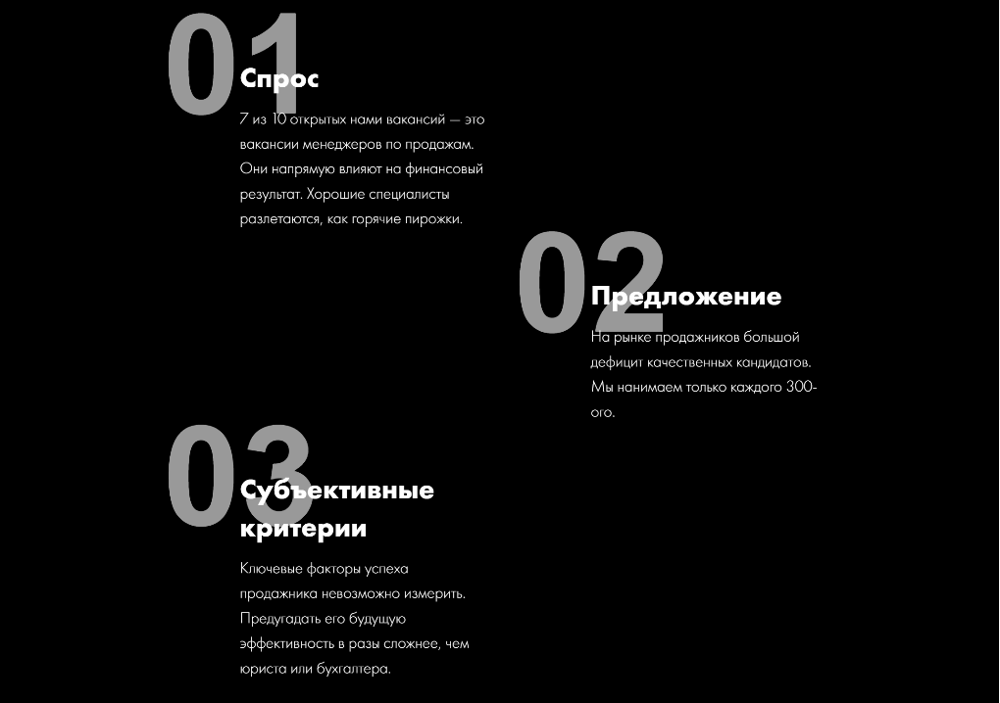 01
Спрос
7 из 10 открытых нами вакансий — это
вакансии менеджеров по продажам.
Они напрямую влияют на финансовый
результат. Хорошие специалисты
разлетаются, как горячие пирожки.
02
Предложение
На рынке продажников большой
дефицит качественных кандидатов.
Мы нанимаем только каждого 300-
ого.
03
Субъективные
критерии
Ключевые факторы успеха
продажника невозможно измерить.
Предугадать его будущую
эффективность в разы сложнее, чем
юриста или бухгалтера.